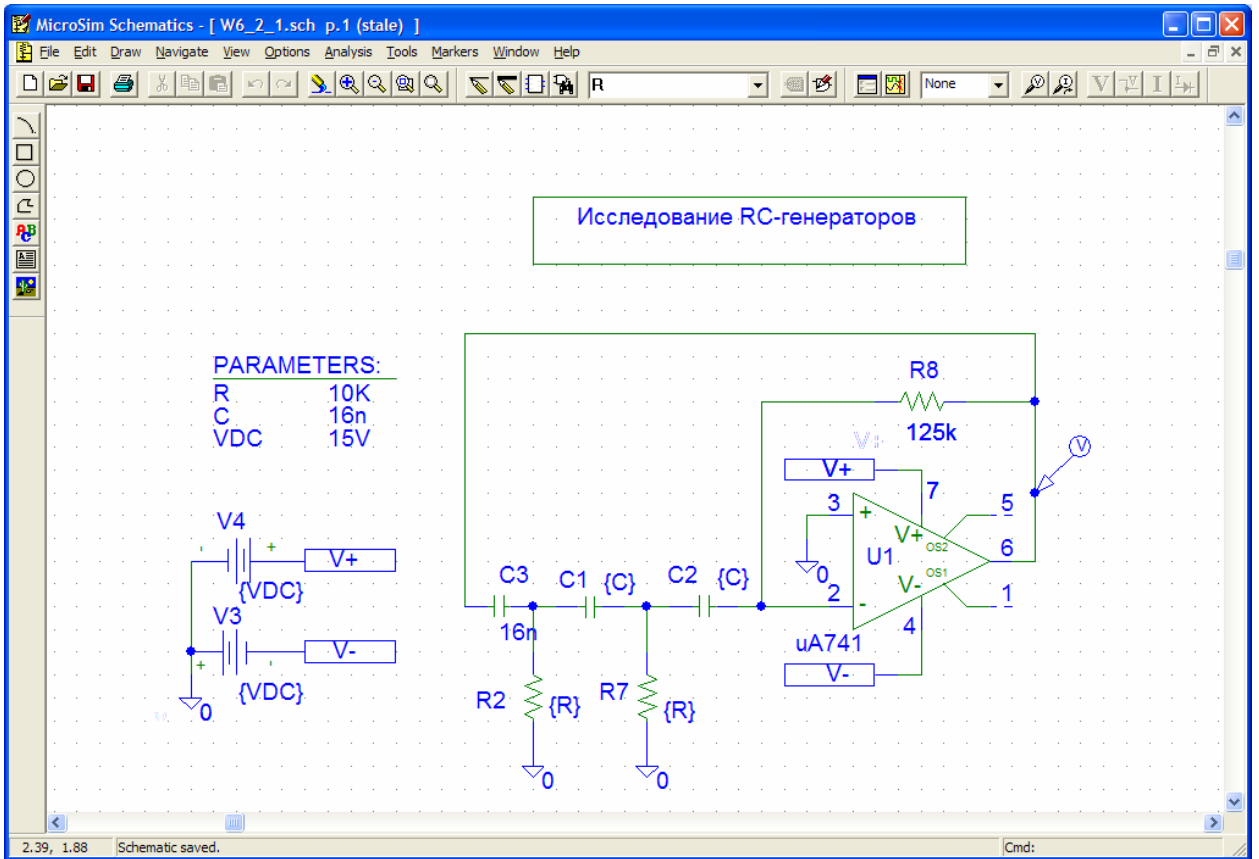 MicroSim Schematics - [ W6_2_1.sch p.1 (stale) ]
File Edit Draw Navigate View Options Analysis Tools Markers Window Help
R
None
V V I I
ABC
Исследование RC-генераторов
PARAMETERS:
R 10K
C 16n
VDC 15V
R8
125k
V+
V+
7
3
+
5
V+
OS2
6
U1
0
V-
OS1
1
2
-
4
uA741
V-
V
V4
- +
V+
{VDC}
V3
+ -
V-
{VDC}
0
C3
16n
C1 {C}
C2 {C}
R2 {R}
R7 {R}
0
0
2.39, 1.88 Schematic saved. Cmd: